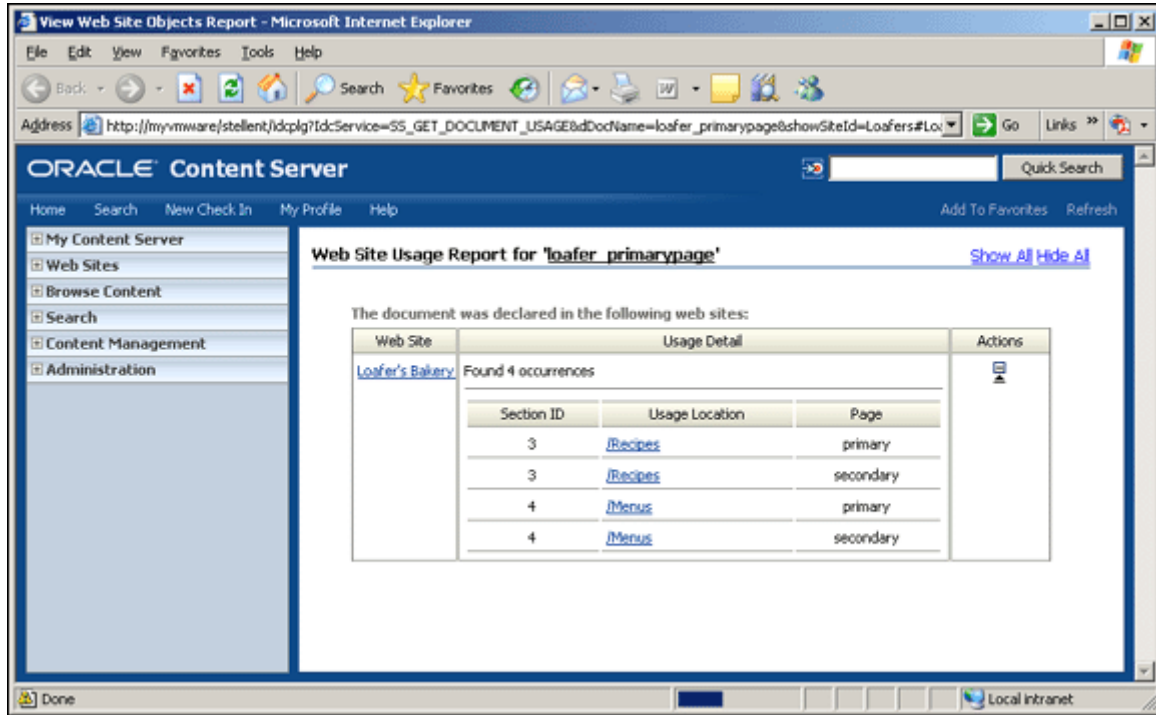 View Web Site Objects Report - Microsoft Internet Explorer
File Edit View Favorites Tools Help
Back Search Favorites
Address http://myvmware/stellent/idcplg?IdcService=SS_GET_DOCUMENT_USAGE&dDocName=loafer_primarypage&showSiteId=Loafers#Loa Go Links »
ORACLE Content Server Quick Search
Home Search New Check In My Profile Help Add To Favorites Refresh
My Content Server
Web Sites
Browse Content
Search
Content Management
Administration
Web Site Usage Report for 'loafer_primarypage' Show All Hide All
The document was declared in the following web sites:
Web Site Usage Detail Actions
Loafer's Bakery Found 4 occurrences
Section ID Usage Location Page
3 /Recipes primary
3 /Recipes secondary
4 /Menus primary
4 /Menus secondary
Done Local intranet